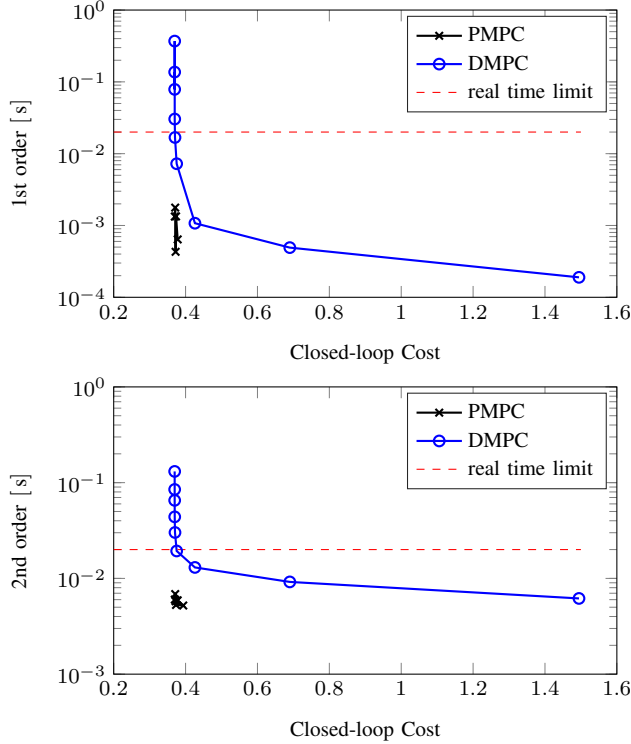 10^0
10^-1
10^-2
10^-3
10^-4
1st order [ s]
PMPC
DMPC
real time limit
0.2 0.4 0.6 0.8 1 1.2 1.4 1.6
Closed-loop Cost
10^0
10^-1
10^-2
10^-3
2nd order [ s]
PMPC
DMPC
real time limit
0.2 0.4 0.6 0.8 1 1.2 1.4 1.6
Closed-loop Cost